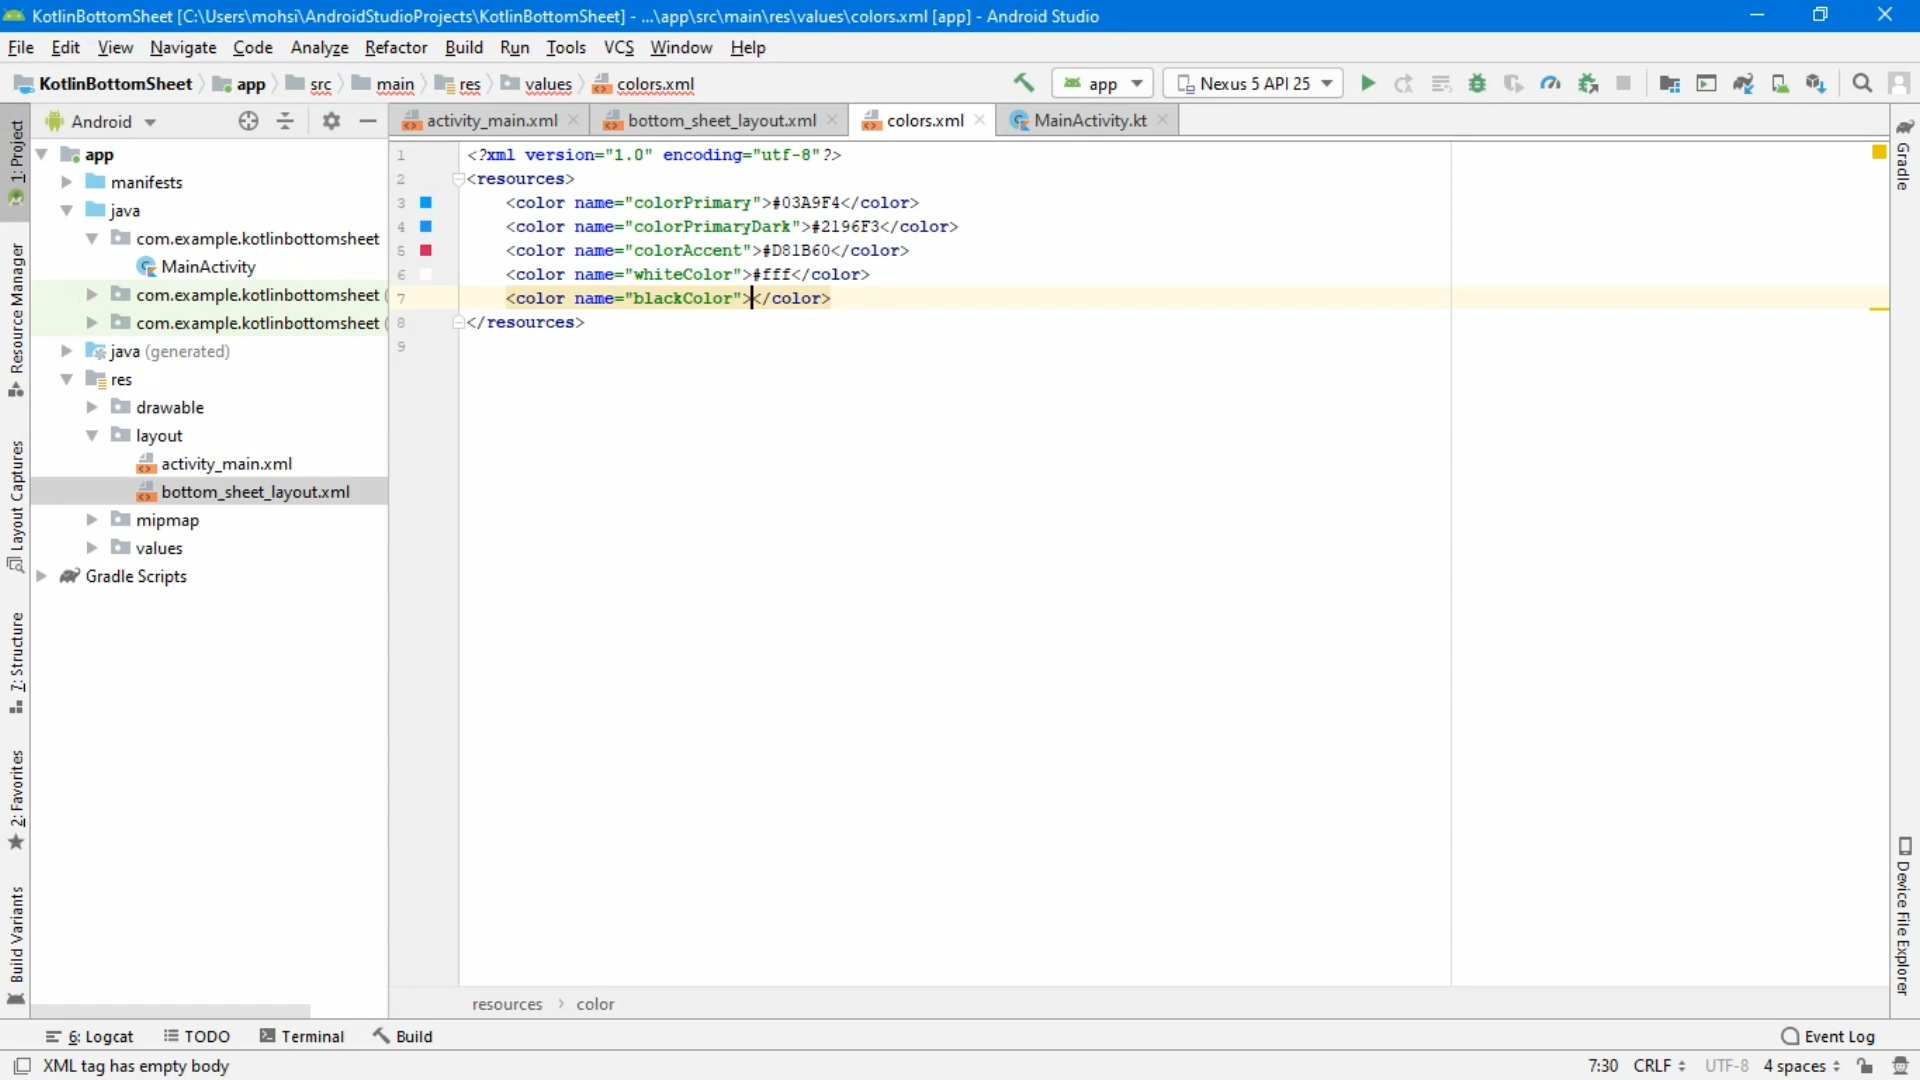 KotlinBottomSheet [C:\Users\mohsi\AndroidStudioProjects\KotlinBottomSheet] - ...\app\src\main\res\values\colors.xml [app] - Android Studio
File Edit View Navigate Code Analyze Refactor Build Run Tools VCS Window Help
KotlinBottomSheet app src main res values colors.xml app Nexus 5 API 25
Android activity_main.xml bottom_sheet_layout.xml colors.xml MainActivity.kt
app
manifests
java
com.example.kotlinbottomsheet
MainActivity
com.example.kotlinbottomsheet (
com.example.kotlinbottomsheet (
java (generated)
res
drawable
layout
activity_main.xml
bottom_sheet_layout.xml
mipmap
values
Gradle Scripts
1: Project
Resource Manager
Layout Captures
7: Structure
2: Favorites
Build Variants
1 <?xml version="1.0" encoding="utf-8"?>
2 <resources>
3 <color name="colorPrimary">#03A9F4</color>
4 <color name="colorPrimaryDark">#2196F3</color>
5 <color name="colorAccent">#D81B60</color>
6 <color name="whiteColor">#fff</color>
7 <color name="blackColor"></color>
8 </resources>
9
Gradle
Device File Explorer
resources › color
6: Logcat TODO Terminal Build Event Log
XML tag has empty body 7:30 CRLF UTF-8 4 spaces